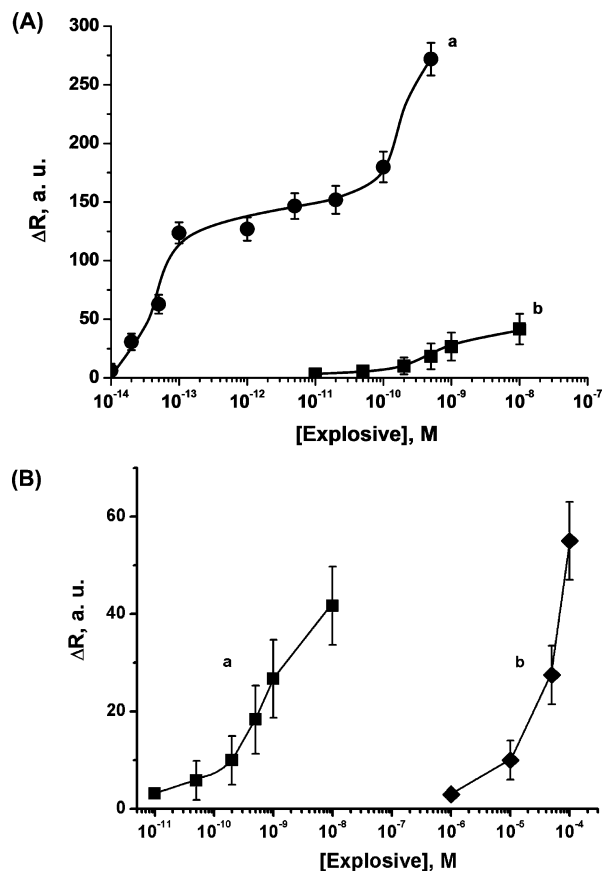 (A)
300
250
200
150
100
50
0
ΔR, a. u.
a
b
10⁻¹⁴ 10⁻¹³ 10⁻¹² 10⁻¹¹ 10⁻¹⁰ 10⁻⁹ 10⁻⁸ 10⁻⁷
[Explosive], M
(B)
60
40
20
0
ΔR, a. u.
a
b
10⁻¹¹ 10⁻¹⁰ 10⁻⁹ 10⁻⁸ 10⁻⁷ 10⁻⁶ 10⁻⁵ 10⁻⁴
[Explosive], M